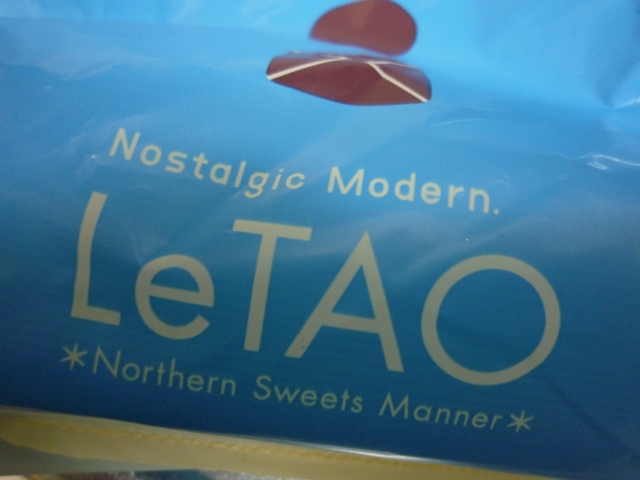 Nostalgic Modern.
LeTAO
*Northern Sweets Manner*